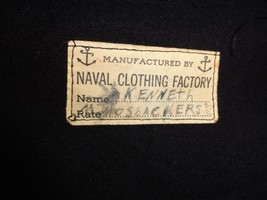 MANUFACTURED BY
NAVAL CLOTHING FACTORY
Name KENNETH
Rate